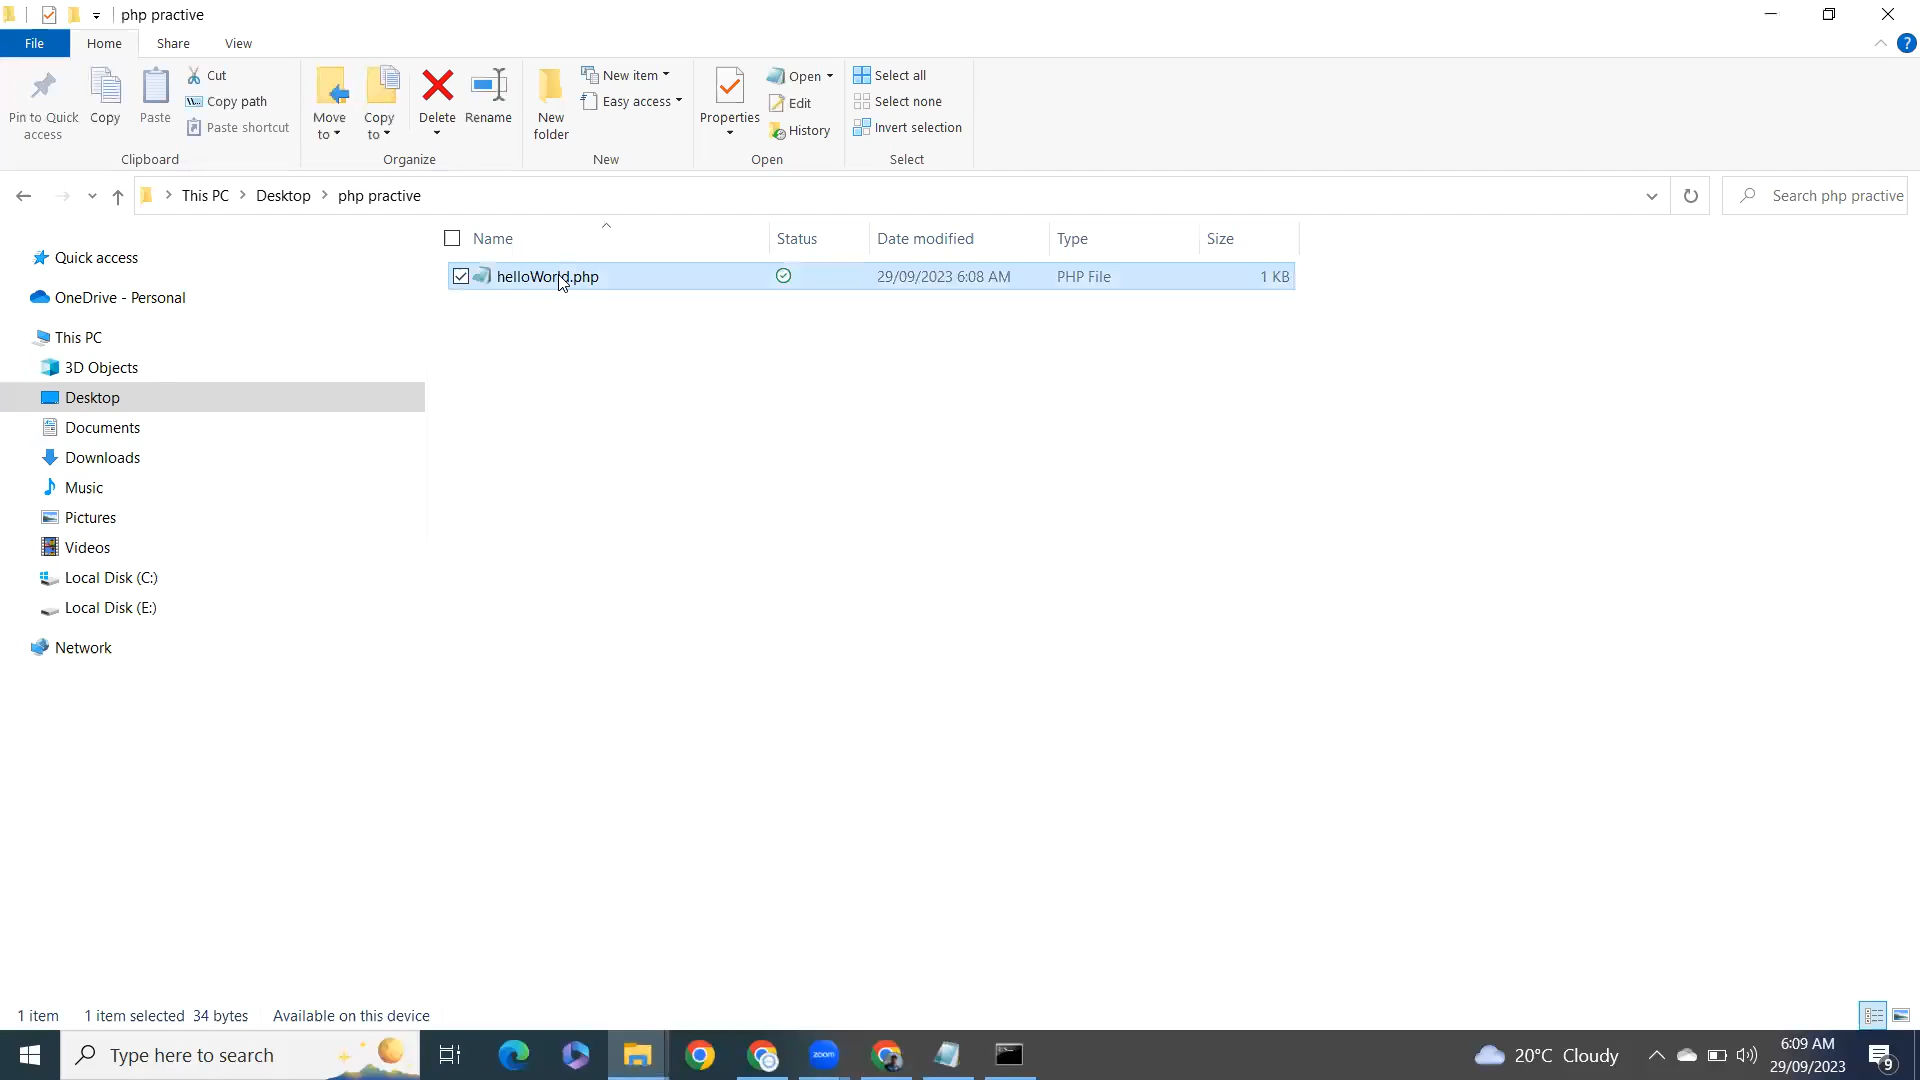 php practive
File Home Share View
Pin to Quick access
Copy
Paste
Cut
Copy path
Paste shortcut
Clipboard
Move to
Copy to
Delete
Rename
Organize
New folder
New item
Easy access
New
Properties
Open
Edit
History
Open
Select all
Select none
Invert selection
Select
This PC Desktop php practive
Search php practive
Name Status Date modified Type Size
helloWorld.php 29/09/2023 6:08 AM PHP File 1 KB
Quick access
OneDrive - Personal
This PC
3D Objects
Desktop
Documents
Downloads
Music
Pictures
Videos
Local Disk (C:)
Local Disk (E:)
Network
1 item 1 item selected 34 bytes Available on this device
Type here to search
zoom
20°C Cloudy
6:09 AM
29/09/2023
9